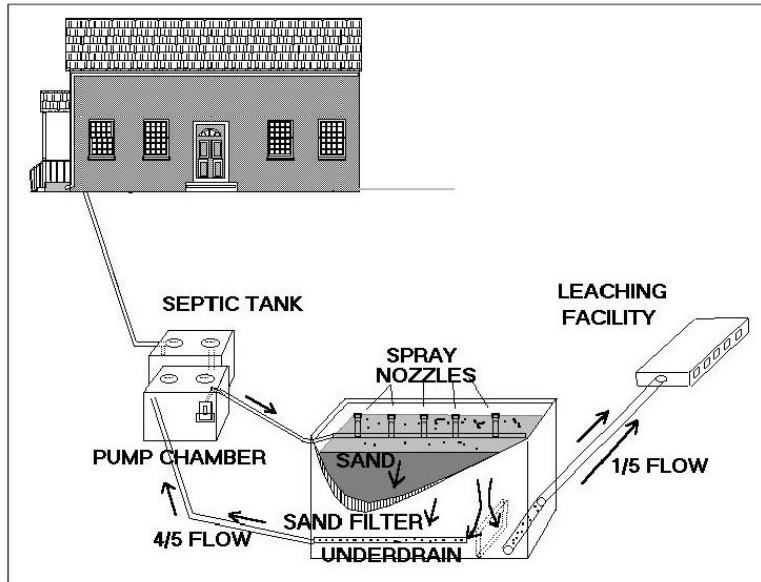 SEPTIC TANK
LEACHING
FACILITY
SPRAY
NOZZLES
PUMP CHAMBER
SAND
1/5 FLOW
SAND FILTER
4/5 FLOW
UNDERDRAIN